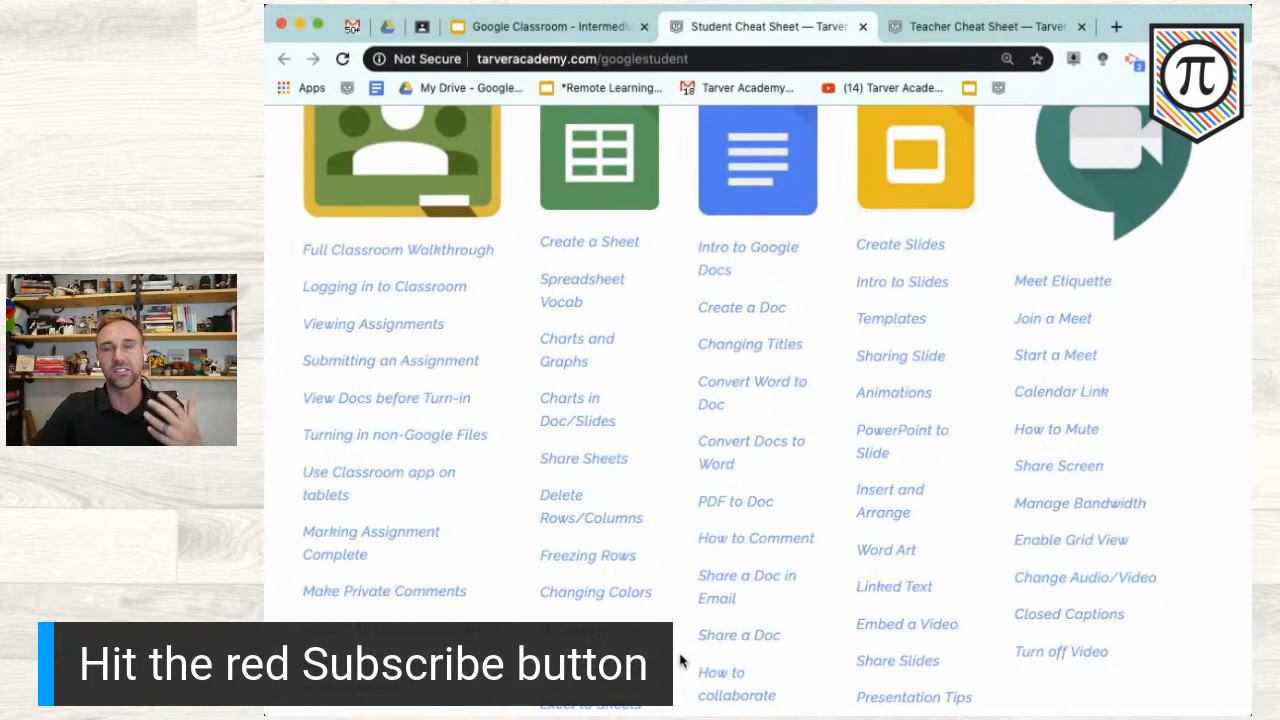 50+
Google Classroom - Intermedi
Student Cheat Sheet — Tarver
Teacher Cheat Sheet — Tarver
Not Secure
tarveracademy.com/googlestudent
2
Apps
My Drive - Google...
*Remote Learning...
18
Tarver Academy...
(14) Tarver Acade...
π
Full Classroom Walkthrough
Logging in to Classroom
Viewing Assignments
Submitting an Assignment
View Docs before Turn-in
Turning in non-Google Files
Use Classroom app on
tablets
Marking Assignment
Complete
Make Private Comments
Create a Sheet
Spreadsheet
Vocab
Charts and
Graphs
Charts in
Doc/Slides
Share Sheets
Delete
Rows/Columns
Freezing Rows
Changing Colors
Excel to Sheets
Intro to Google
Docs
Create a Doc
Changing Titles
Convert Word to
Doc
Convert Docs to
Word
PDF to Doc
How to Comment
Share a Doc in
Email
Share a Doc
How to
collaborate
Create Slides
Intro to Slides
Templates
Sharing Slide
Animations
PowerPoint to
Slide
Insert and
Arrange
Word Art
Linked Text
Embed a Video
Share Slides
Presentation Tips
Meet Etiquette
Join a Meet
Start a Meet
Calendar Link
How to Mute
Share Screen
Manage Bandwidth
Enable Grid View
Change Audio/Video
Closed Captions
Turn off Video
Hit the red Subscribe button